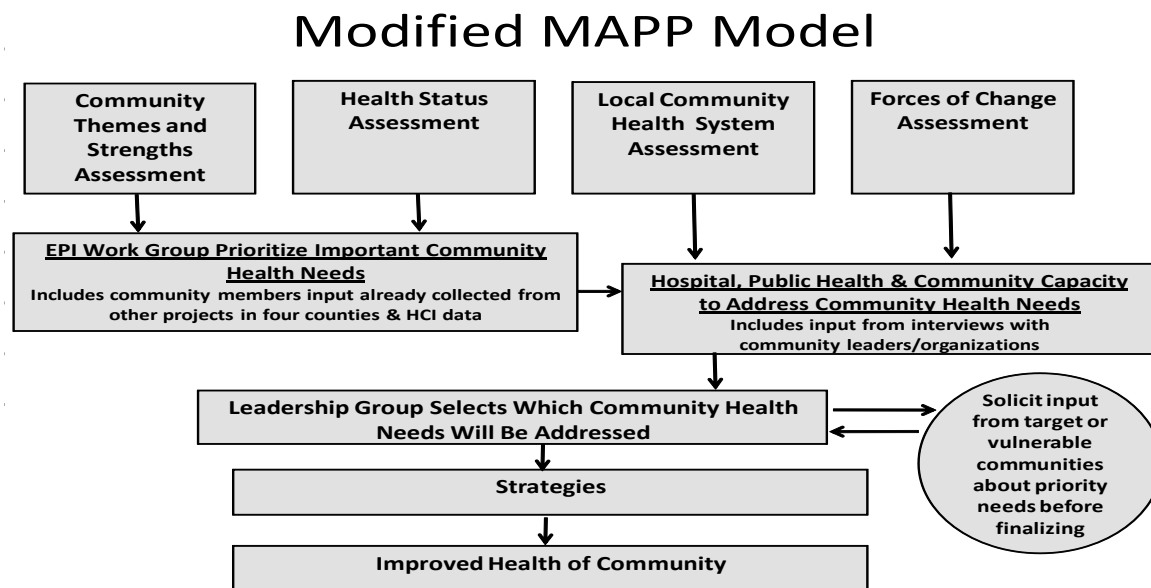 Modified MAPP Model
Community
Themes and
Strengths
Assessment
Health Status
Assessment
Local Community
Health System
Assessment
Forces of Change
Assessment
EPI Work Group Prioritize Important Community
Health Needs
Includes community members input already collected from
other projects in four counties & HCI data
Hospital, Public Health & Community Capacity
to Address Community Health Needs
Includes input from interviews with
community leaders/organizations
Leadership Group Selects Which Community Health
Needs Will Be Addressed
Solicit input
from target or
vulnerable
communities
about priority
needs before
finalizing
Strategies
Improved Health of Community